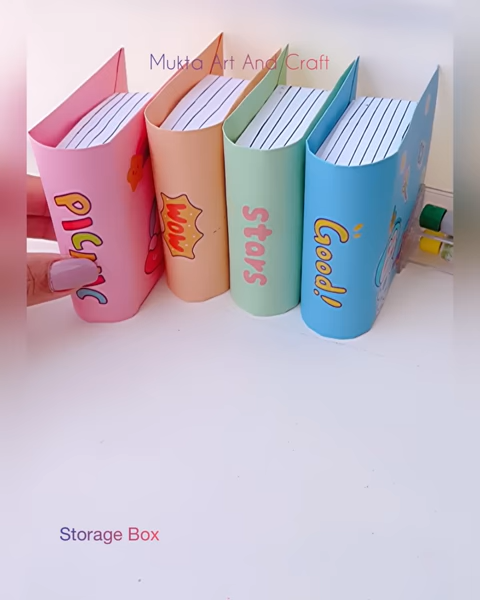 Mukta Art And Craft
PICNIC
WOW
stars
Good!
Storage Box